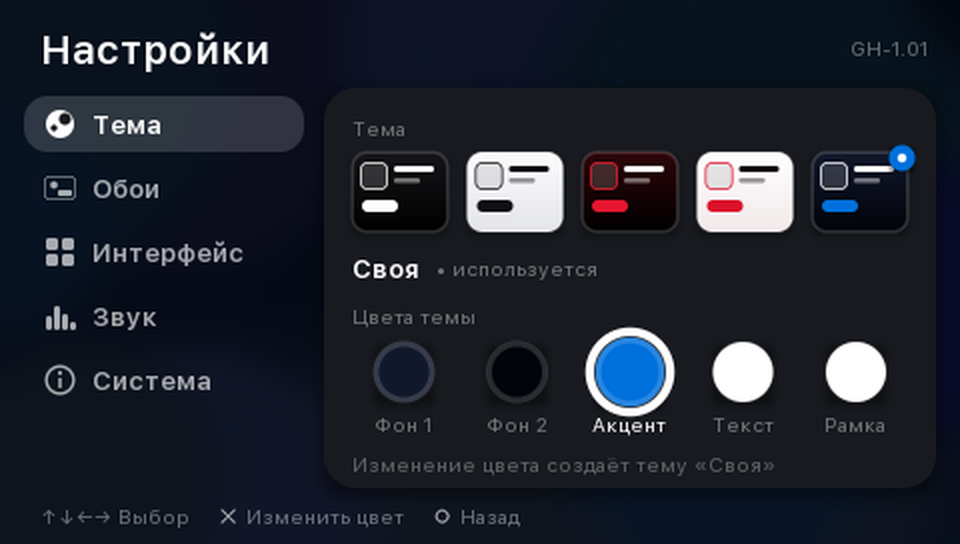 Настройки
GH-1.01
Тема
Обои
Интерфейс
Звук
Система
Тема
Своя • используется
Цвета темы
Фон 1 Фон 2 Акцент Текст Рамка
Изменение цвета создаёт тему «Своя»
↑↓←→ Выбор ✕ Изменить цвет ○ Назад